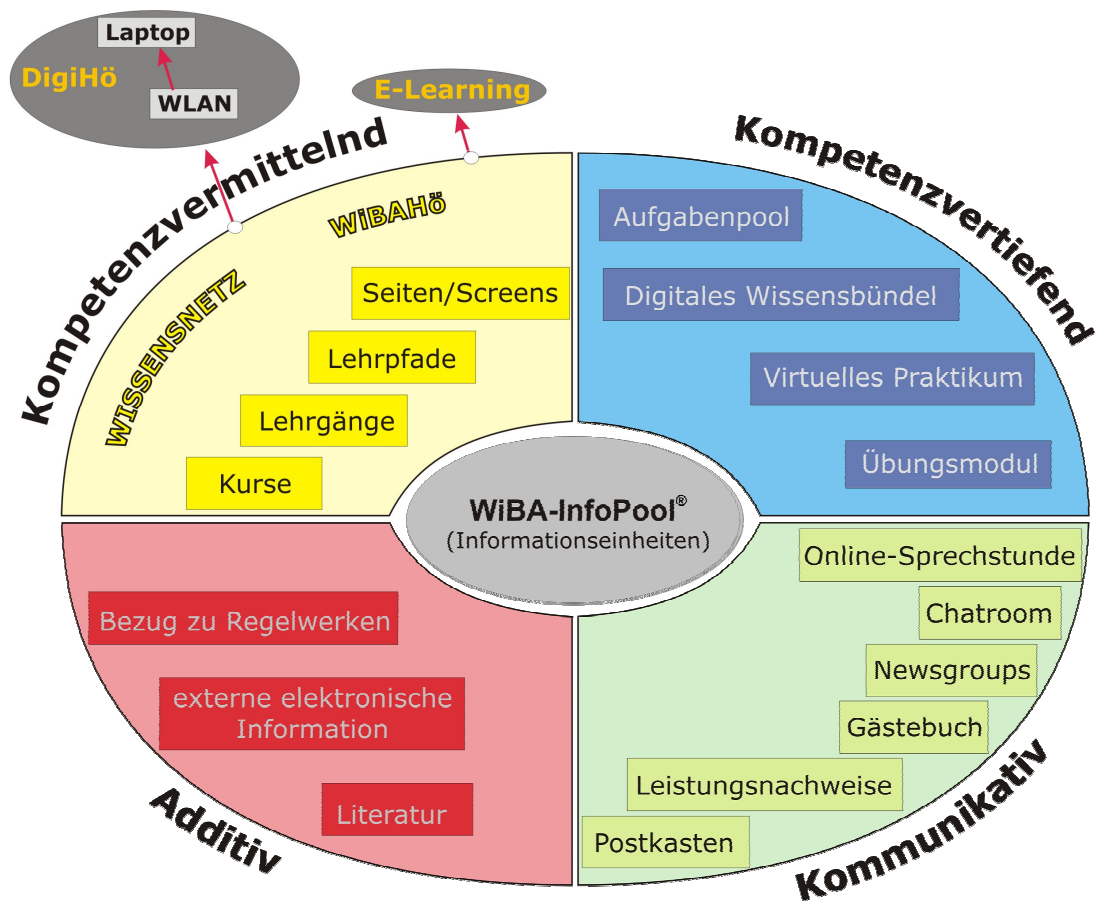 Laptop
DigiHö
WLAN
E-Learning
Kompetenzvermittelnd
WiBAHö
WISSENSNETZ
Seiten/Screens
Lehrpfade
Lehrgänge
Kurse
Kompetenzvertiefend
Aufgabenpool
Digitales Wissensbündel
Virtuelles Praktikum
Übungsmodul
WiBA-InfoPool®
(Informationseinheiten)
Bezug zu Regelwerken
externe elektronische
Information
Literatur
Additiv
Online-Sprechstunde
Chatroom
Newsgroups
Gästebuch
Leistungsnachweise
Postkasten
Kommunikativ